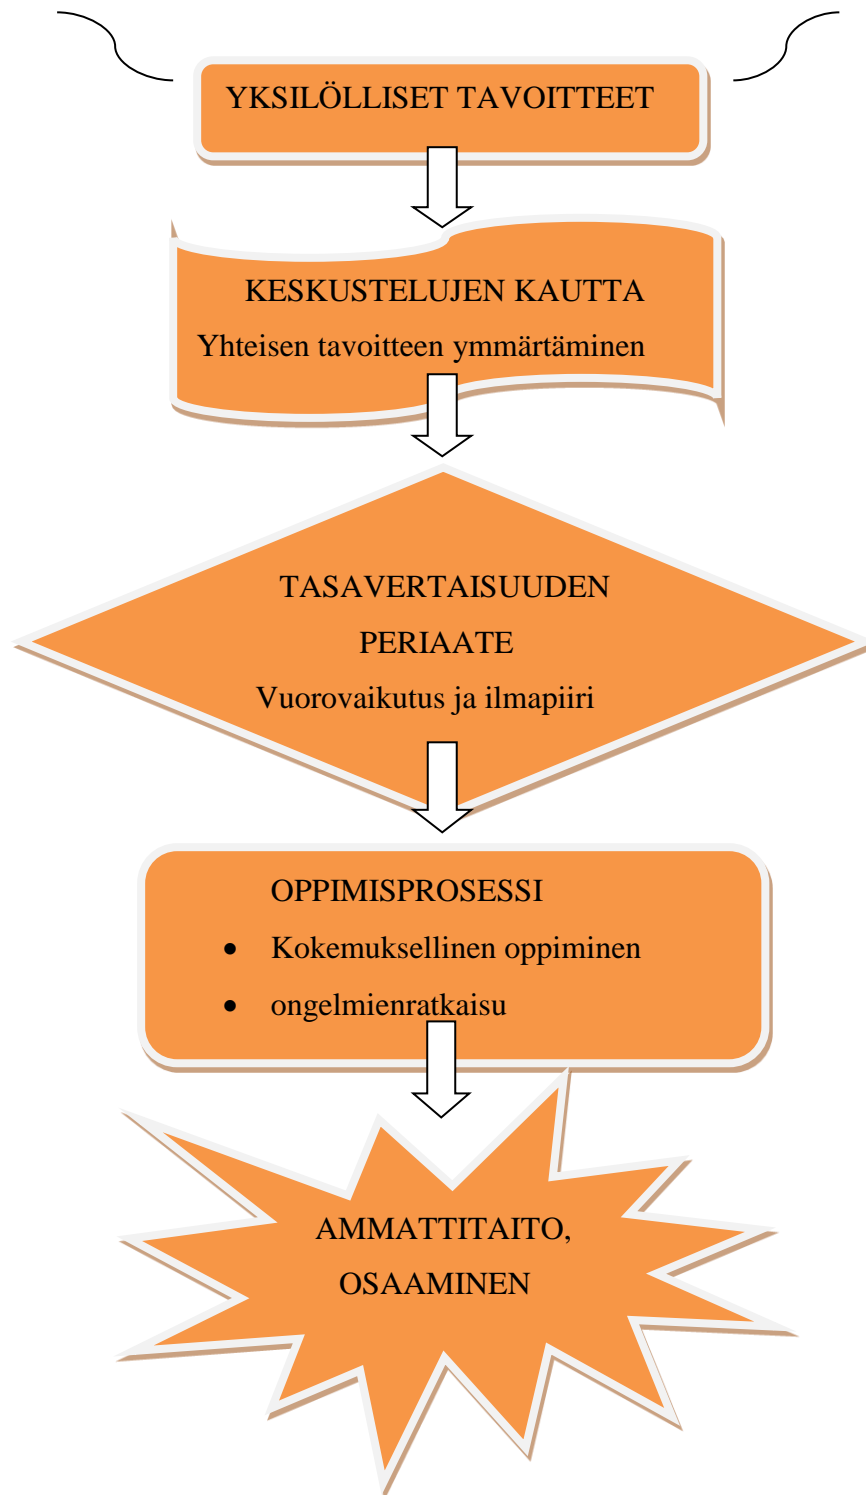 YKSILÖLLISET TAVOITTEET
KESKUSTELUJEN KAUTTA
Yhteisen tavoitteen ymmärtäminen
TASAVERTAISUUDEN
PERIAATE
Vuorovaikutus ja ilmapiiri
OPPIMISPROSESSI
• Kokemuksellinen oppiminen
• ongelmienratkaisu
AMMATTITAITO,
OSAAMINEN